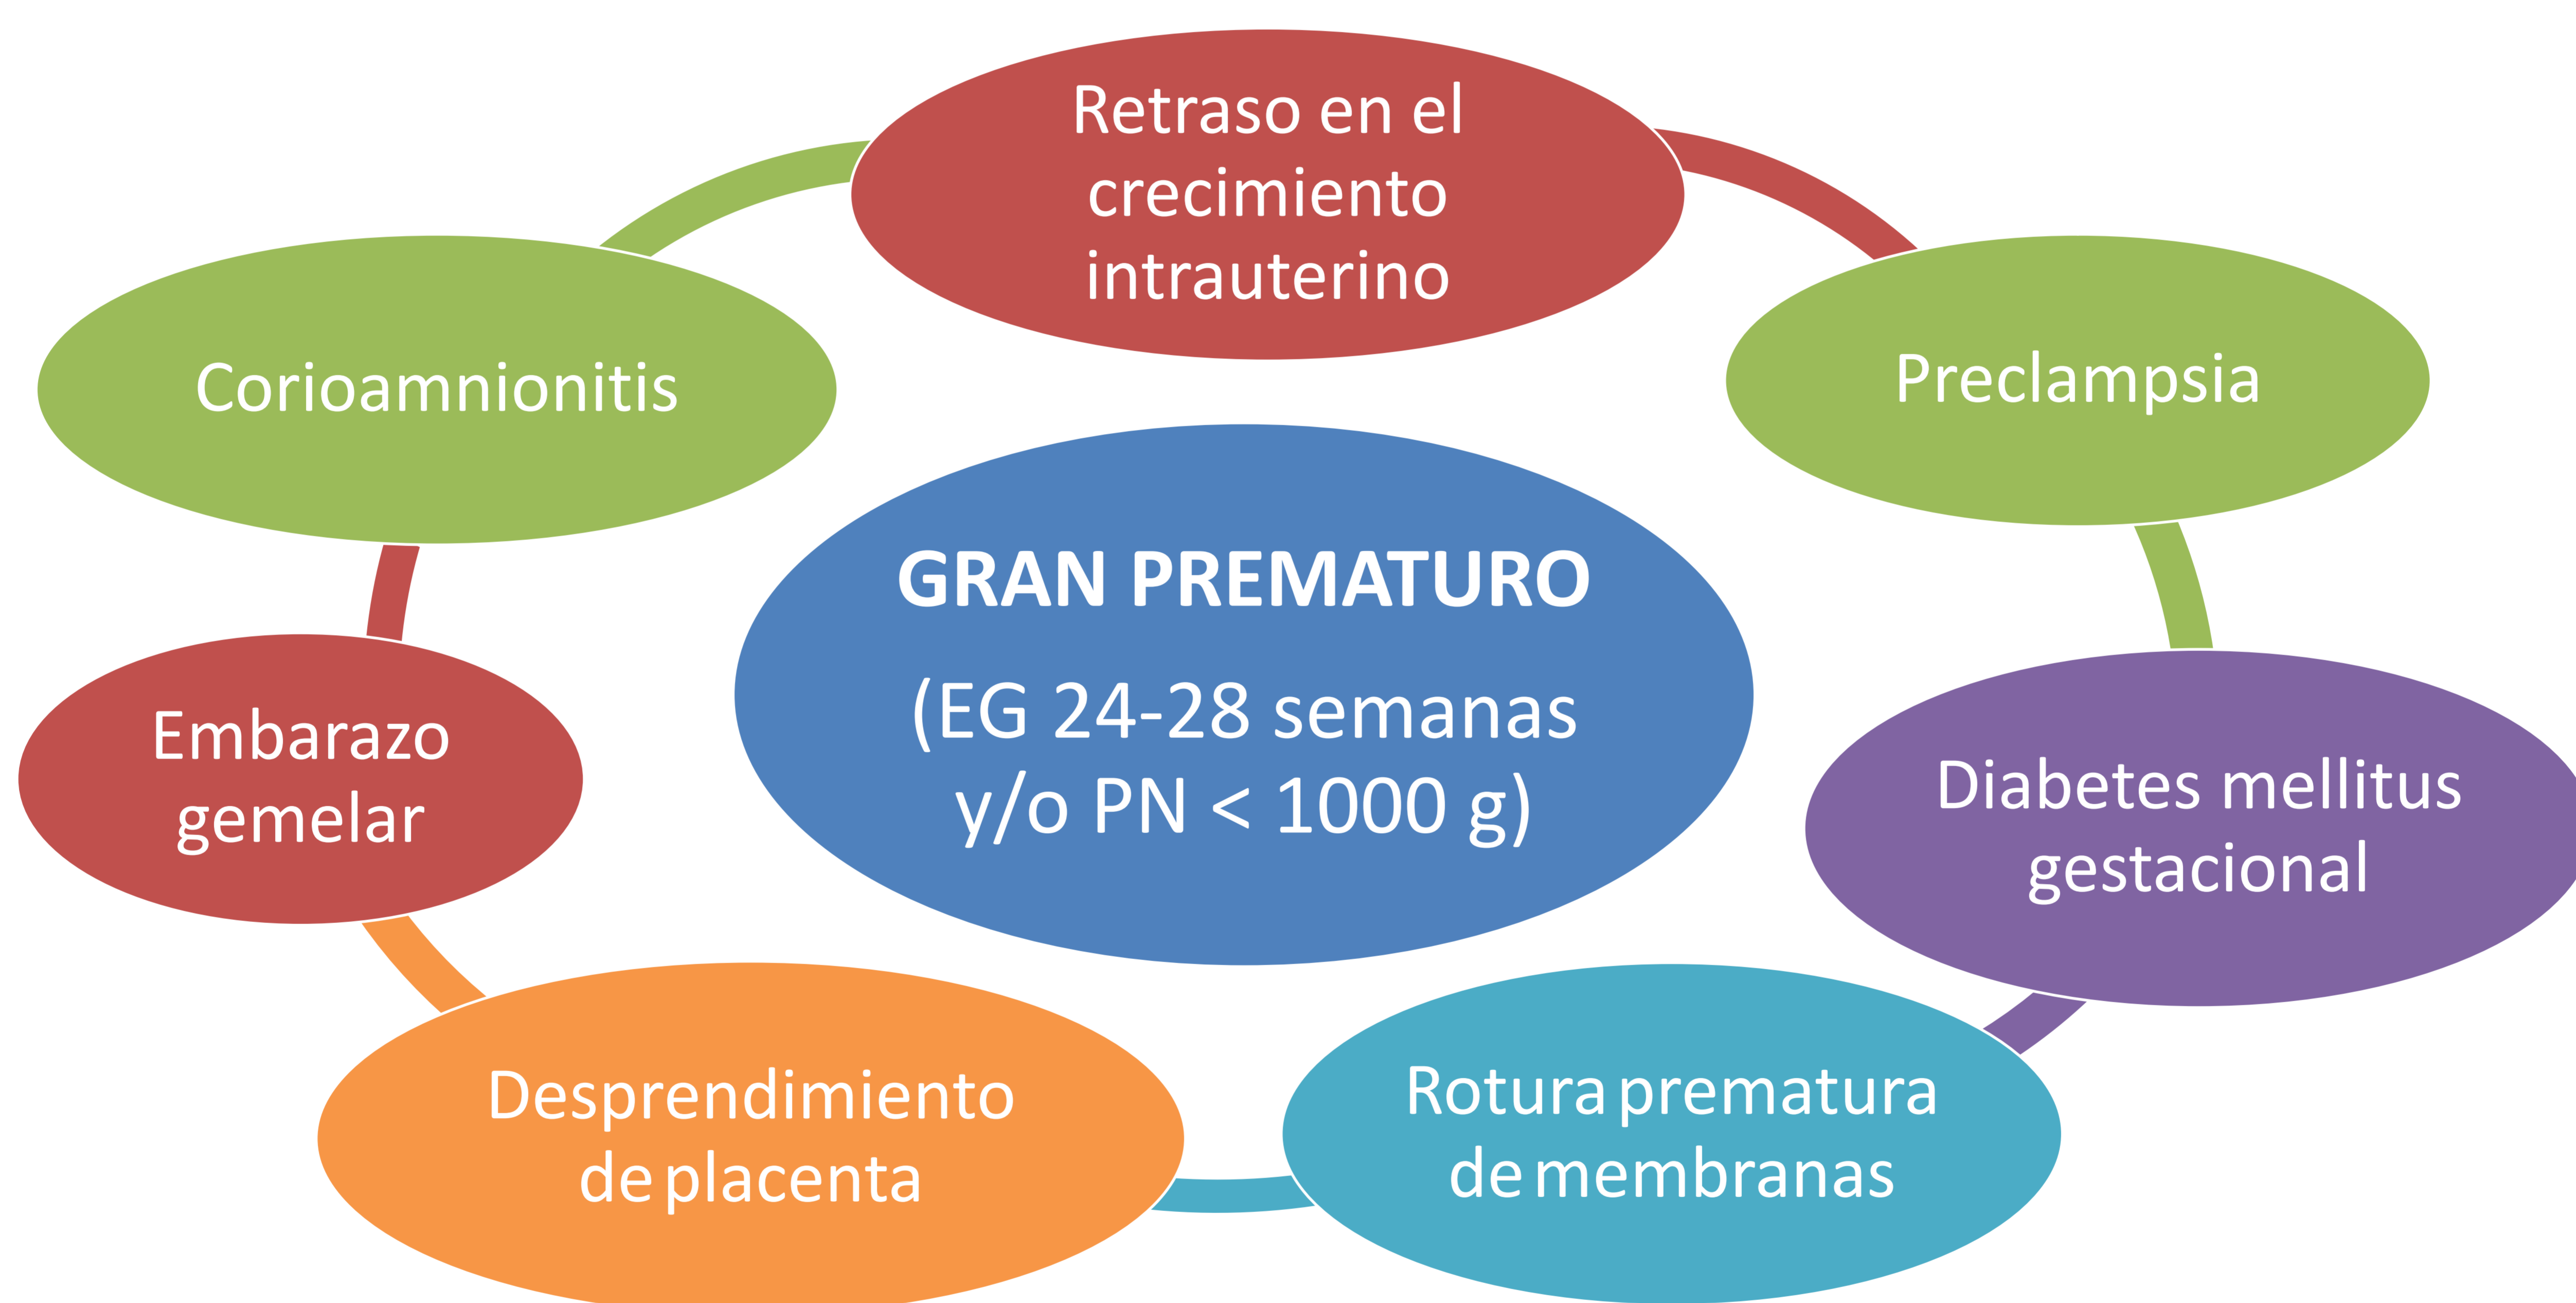 Retraso en el
crecimiento
intrauterino
Preclampsia
Diabetes mellitus
gestacional
Rotura prematura
de membranas
Desprendimiento
de placenta
Embarazo
gemelar
Corioamnionitis
GRAN PREMATURO
(EG 24-28 semanas
y/o PN < 1000 g)